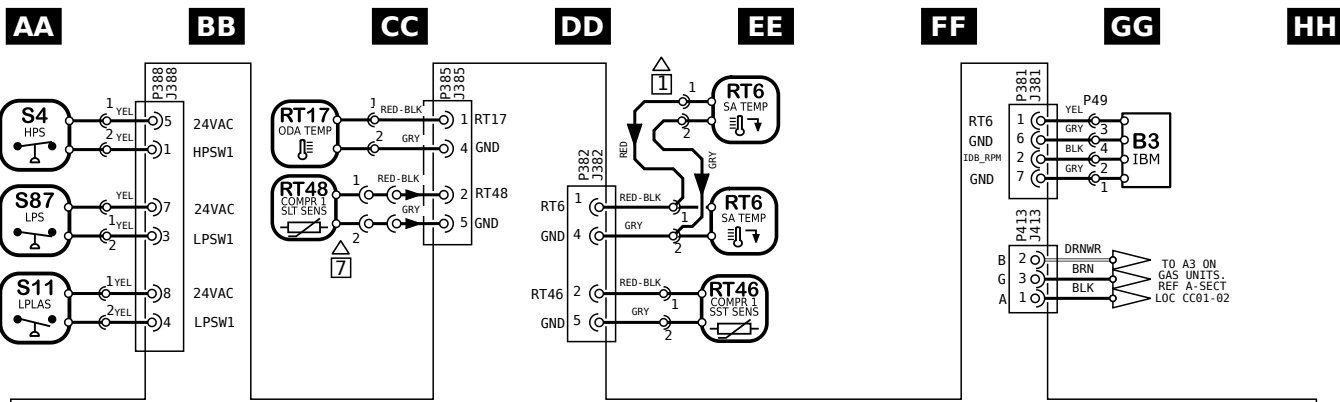 AA BB CC DD EE FF GG HH
S4
HPS
1 YEL
2 YEL
P388
J388
5 24VAC
1 HPSW1
S87
LPS
YEL
1 YEL
2
7 24VAC
3 LPSW1
S11
LPLAS
1 YEL
2 YEL
8 24VAC
4 LPSW1
RT17
ODA TEMP
1 RED-BLK
2 GRY
P385
J385
1 RT17
4 GND
RT48
COMPR 1
SLT SENS
1 RED-BLK
2 GRY
7
2 RT48
5 GND
P382
J382
RT6 1 RED-BLK
GND 4 GRY
RT46 2 RED-BLK
GND 5 GRY
1
RED
GRY
1
2
RT6
SA TEMP
1
2
RT6
SA TEMP
1
2
RT46
COMPR 1
SST SENS
P381
J381
P49
RT6 1 YEL
GND 6 GRY 3
IDB_RPM 2 BLK 4
GND 7 GRY 2
1
B3
IBM
P413
J413
B 2 DRNWR
G 3 BRN
A 1 BLK
TO A3 ON
GAS UNITS.
REF A-SECT
LOC CC01-02